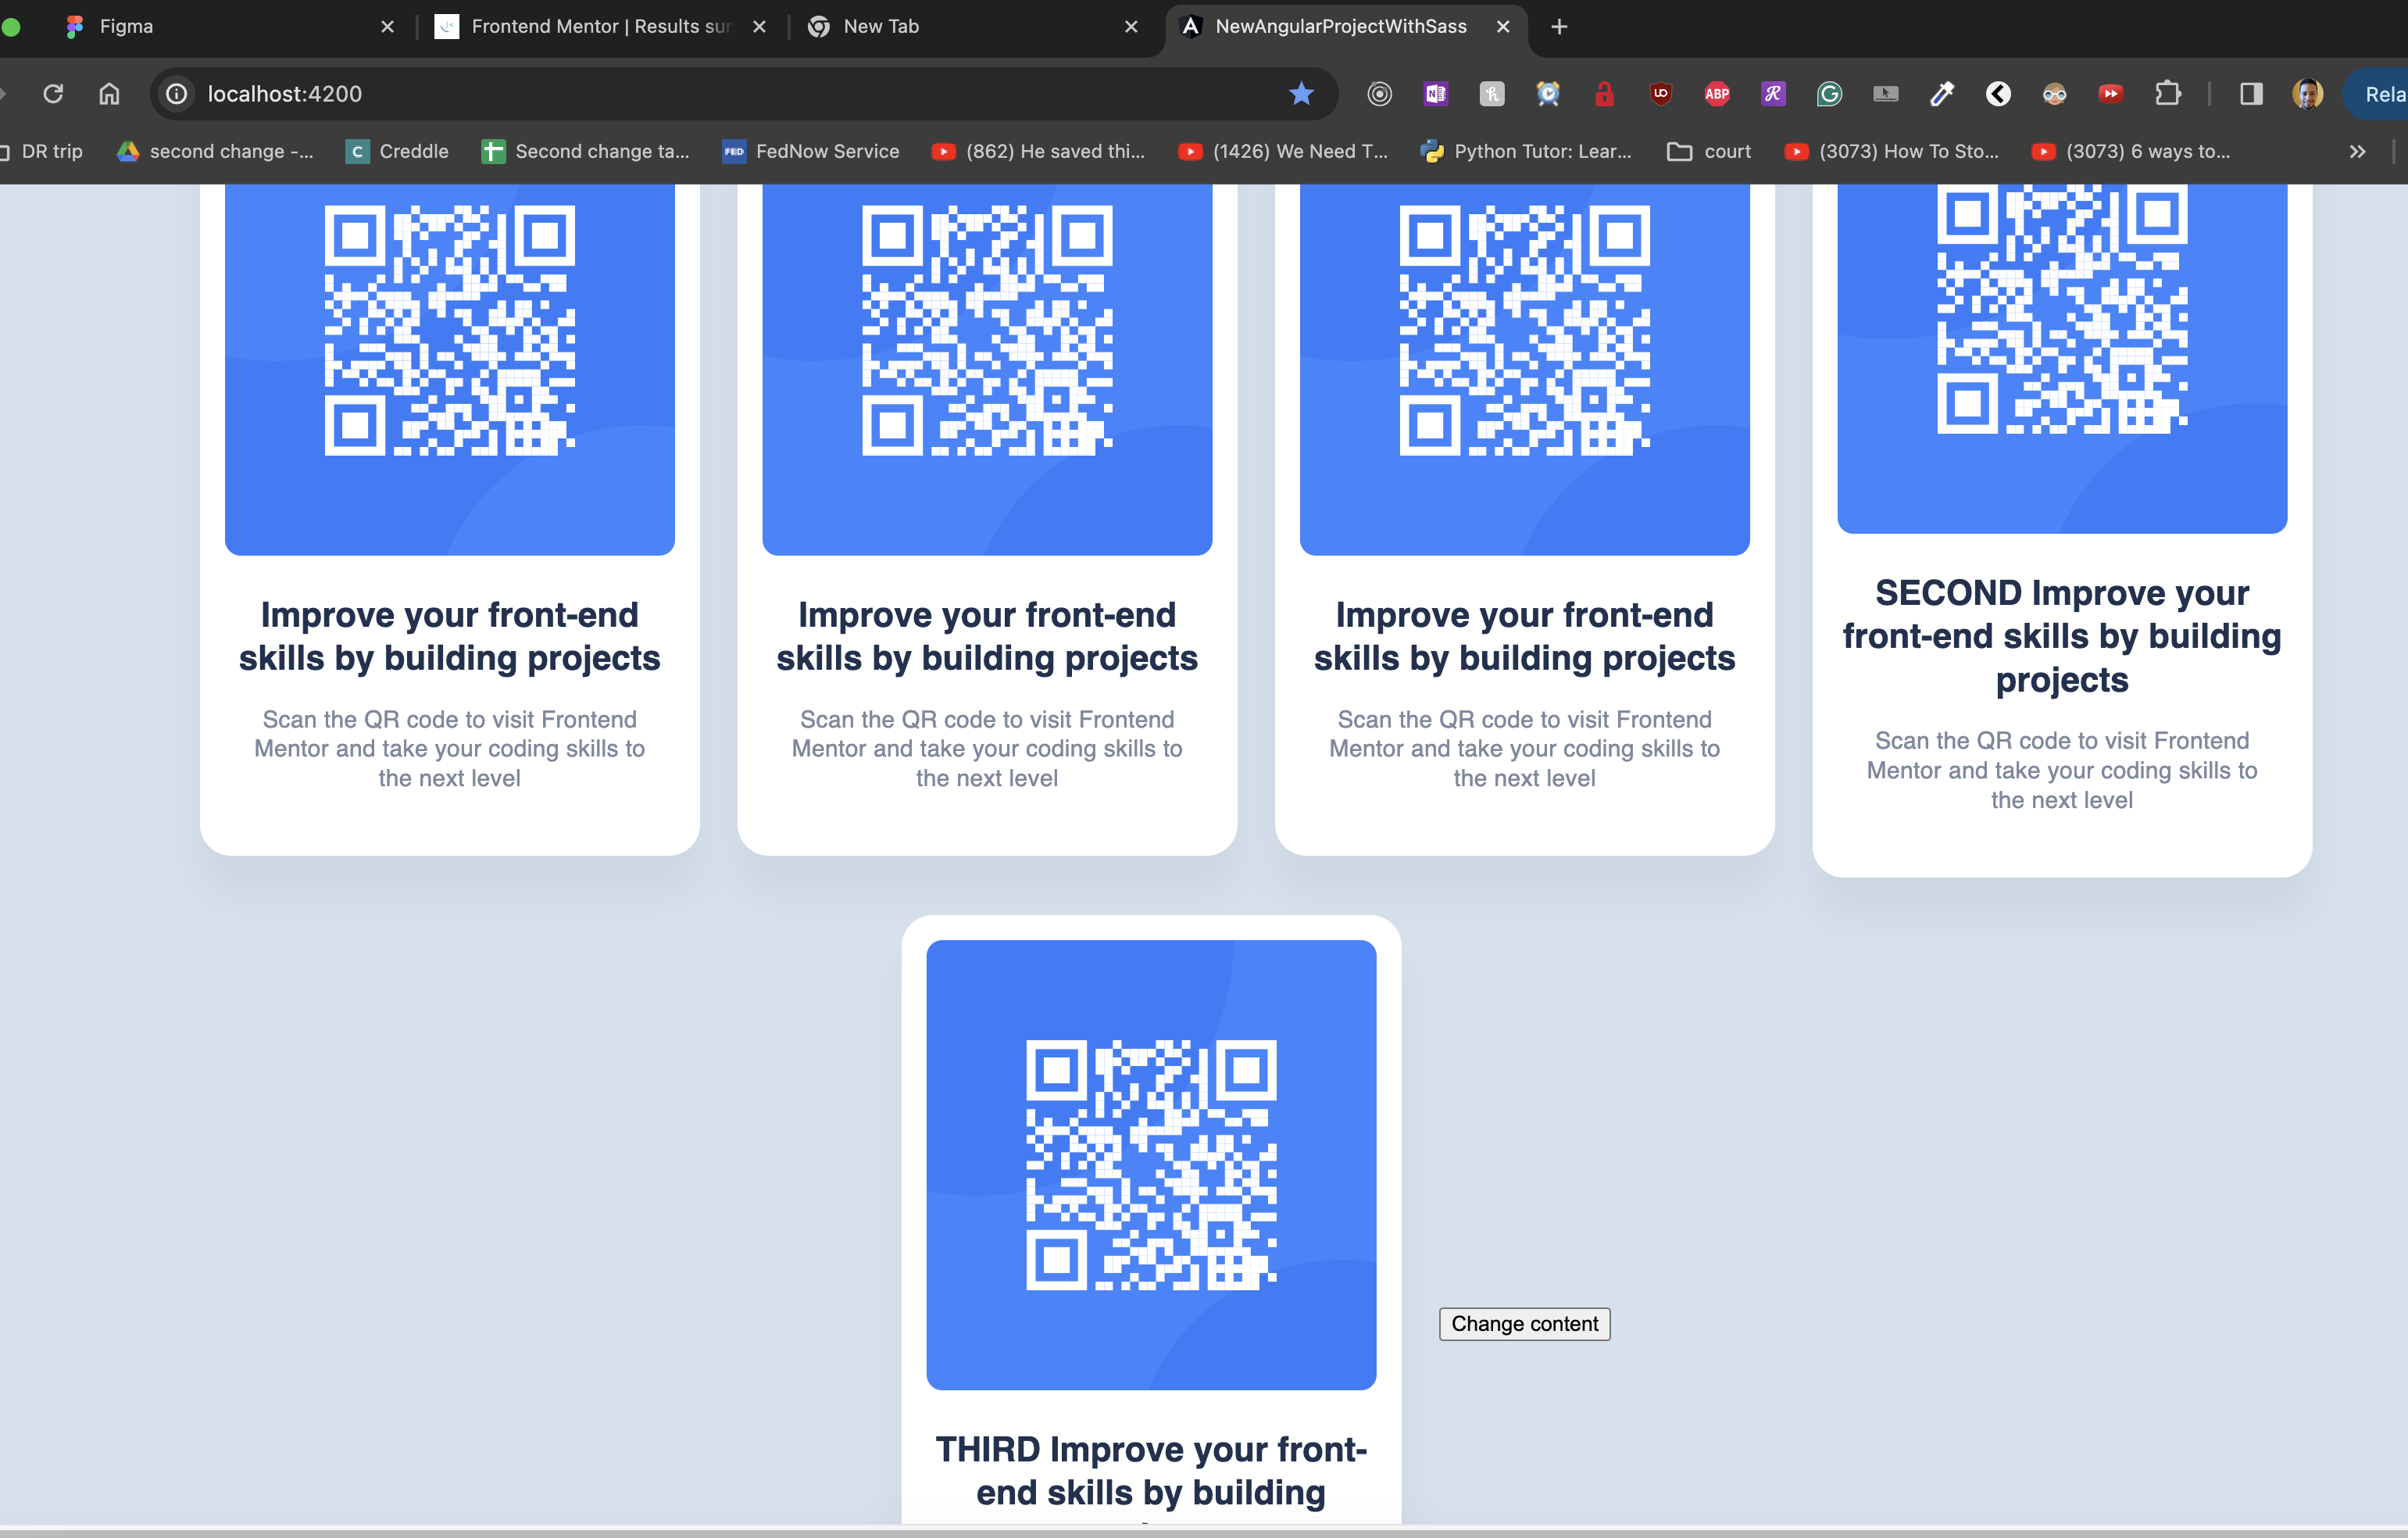 Figma
Frontend Mentor | Results sur
New Tab
NewAngularProjectWithSass
localhost:4200
ABP
UO
Rela
DR trip
second change -...
C
Creddle
Second change ta...
FED
FedNow Service
(862) He saved thi...
(1426) We Need T...
Python Tutor: Lear...
court
(3073) How To Sto...
(3073) 6 ways to...
Improve your front-end
skills by building projects
Scan the QR code to visit Frontend
Mentor and take your coding skills to
the next level
Improve your front-end
skills by building projects
Scan the QR code to visit Frontend
Mentor and take your coding skills to
the next level
Improve your front-end
skills by building projects
Scan the QR code to visit Frontend
Mentor and take your coding skills to
the next level
SECOND Improve your
front-end skills by building
projects
Scan the QR code to visit Frontend
Mentor and take your coding skills to
the next level
Change content
THIRD Improve your front-
end skills by building